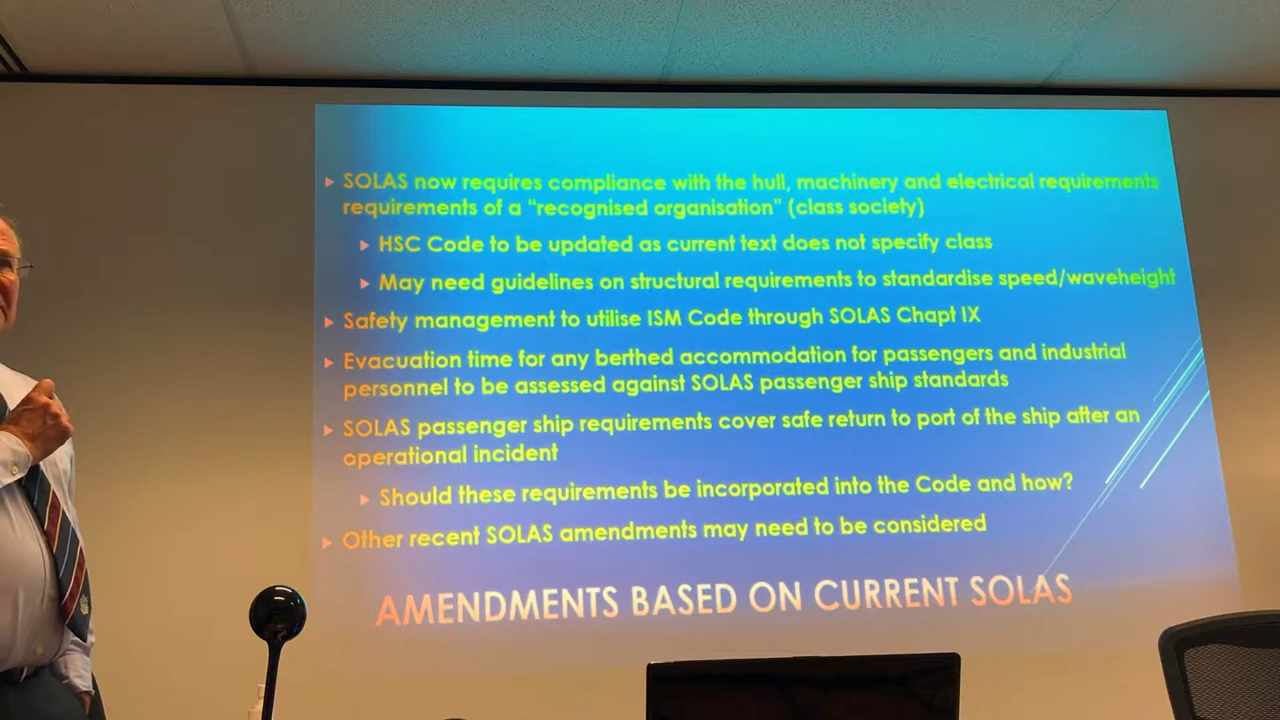 SOLAS now requires compliance with the hull, machinery and electrical requirements
requirements of a “recognised organisation” (class society)
HSC Code to be updated as current text does not specify class
May need guidelines on structural requirements to standardise speed/waveheight
Safety management to utilise ISM Code through SOLAS Chapt IX
Evacuation time for any berthed accommodation for passengers and industrial
personnel to be assessed against SOLAS passenger ship standards
SOLAS passenger ship requirements cover safe return to port of the ship after an
operational incident
Should these requirements be incorporated into the Code and how?
Other recent SOLAS amendments may need to be considered
AMENDMENTS BASED ON CURRENT SOLAS